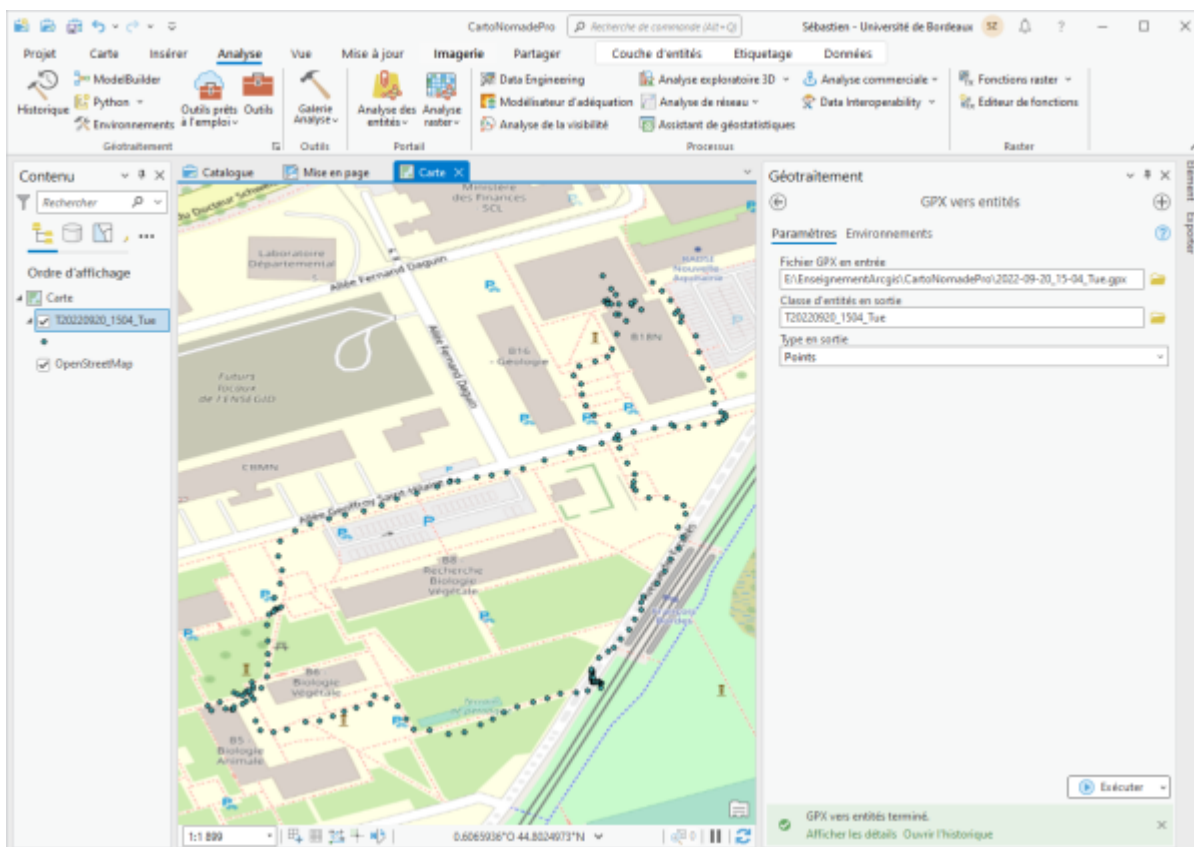 CartoNomadePro
Recherche de commande (Alt+Q)
Sébastien – Université de Bordeaux
SZ
?
Projet Carte Insérer Analyse Vue Mise à jour Imagerie Partager Couche d'entités Etiquetage Données
Historique
ModelBuilder
Python
Environnements
Outils prêts à l'emploi
Outils
Géotraitement
Galerie Analyse
Outils
Analyse des entités
Analyse raster
Portail
Data Engineering
Modélisateur d'adéquation
Analyse de la visibilité
Analyse exploratoire 3D
Analyse de réseau
Assistant de géostatistiques
Analyse commerciale
Data Interoperability
Processus
Fonctions raster
Editeur de fonctions
Raster
Contenu
Rechercher
Ordre d'affichage
Carte
T20220920_1504_Tue
OpenStreetMap
Catalogue
Mise en page
Carte
Ministère
des Finances
- SCL
Laboratoire
Départemental
Allée Fernand Daguin
Allée Fernand Daguin
Nouvelle
Aquitaine
B18N
B16
- Géologie
Futurs
locaux
de l'ENSEGID
CBMN
Allée Geoffroy Saint-Hilaire
B8 -
Recherche
Biologie
Végétale
B6 -
Biologie
Végétale
B5 -
Biologie
Animale
1:1 899
0.6065936°O 44.8024973°N
Géotraitement
GPX vers entités
Paramètres Environnements
Fichier GPX en entrée
E:\EnseignementArcgis\CartoNomadePro\2022-09-20_15-04_Tue.gpx
Classe d'entités en sortie
T20220920_1504_Tue
Type en sortie
Points
Exécuter
GPX vers entités terminé.
Afficher les détails Ouvrir l'historique
Élément
Exporter